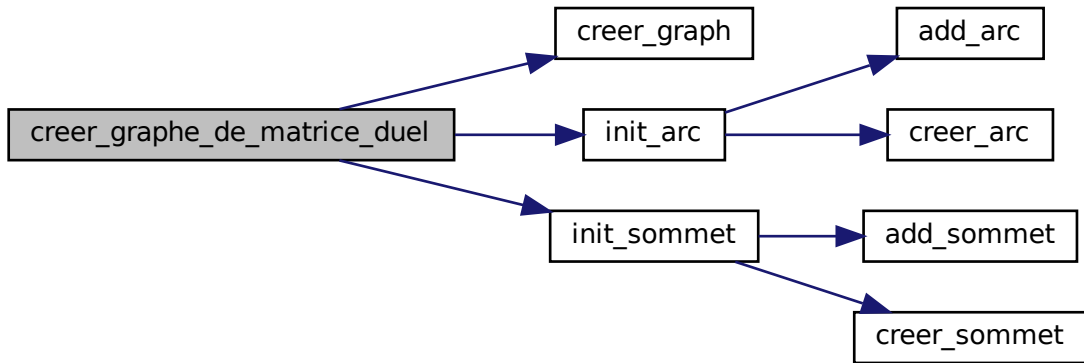 creer_graph
add_arc
creer_graphe_de_matrice_duel
init_arc
creer_arc
init_sommet
add_sommet
creer_sommet